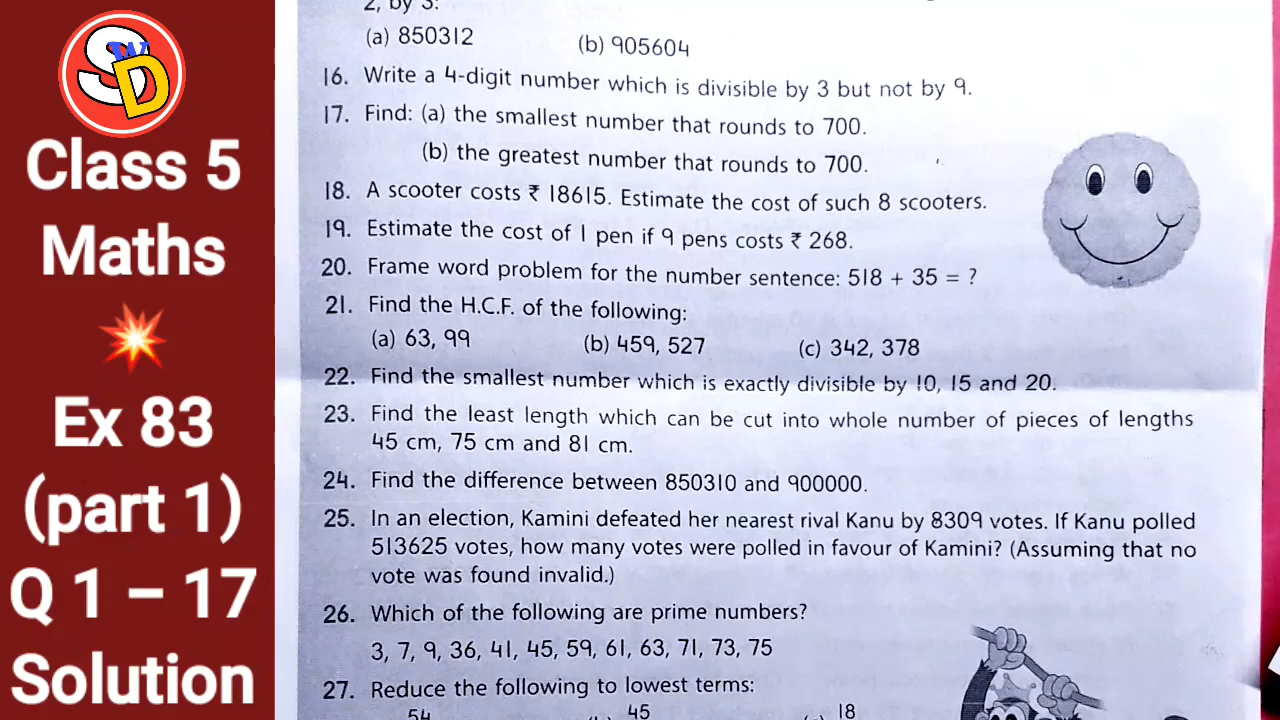 SWD
Class 5
Maths
Ex 83
(part 1)
Q 1 – 17
Solution
2, by 3:
(a) 850312 (b) 905604
16. Write a 4-digit number which is divisible by 3 but not by 9.
17. Find: (a) the smallest number that rounds to 700.
(b) the greatest number that rounds to 700.
18. A scooter costs ₹ 18615. Estimate the cost of such 8 scooters.
19. Estimate the cost of 1 pen if 9 pens costs ₹ 268.
20. Frame word problem for the number sentence: 518 + 35 = ?
21. Find the H.C.F. of the following:
(a) 63, 99 (b) 459, 527 (c) 342, 378
22. Find the smallest number which is exactly divisible by 10, 15 and 20.
23. Find the least length which can be cut into whole number of pieces of lengths
45 cm, 75 cm and 81 cm.
24. Find the difference between 850310 and 900000.
25. In an election, Kamini defeated her nearest rival Kanu by 8309 votes. If Kanu polled
513625 votes, how many votes were polled in favour of Kamini? (Assuming that no
vote was found invalid.)
26. Which of the following are prime numbers?
3, 7, 9, 36, 41, 45, 59, 61, 63, 71, 73, 75
27. Reduce the following to lowest terms:
54 45 18